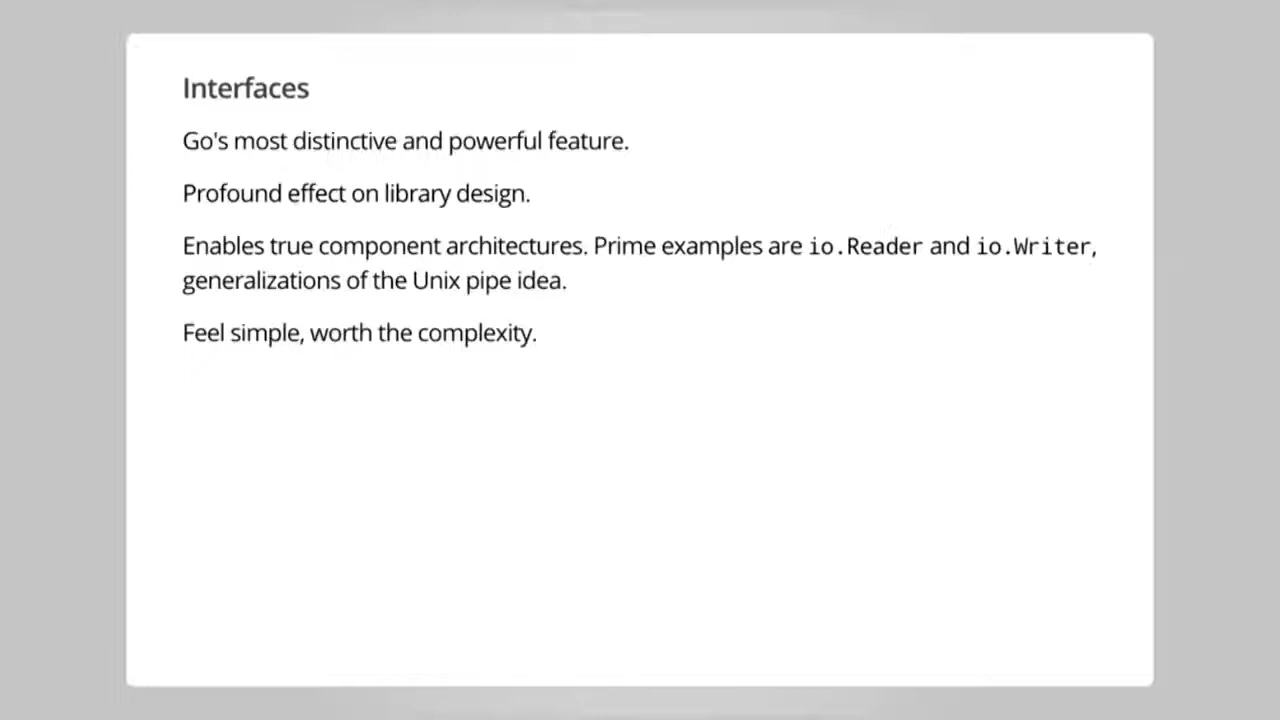 Interfaces
Go's most distinctive and powerful feature.
Profound effect on library design.
Enables true component architectures. Prime examples are io.Reader and io.Writer,
generalizations of the Unix pipe idea.
Feel simple, worth the complexity.